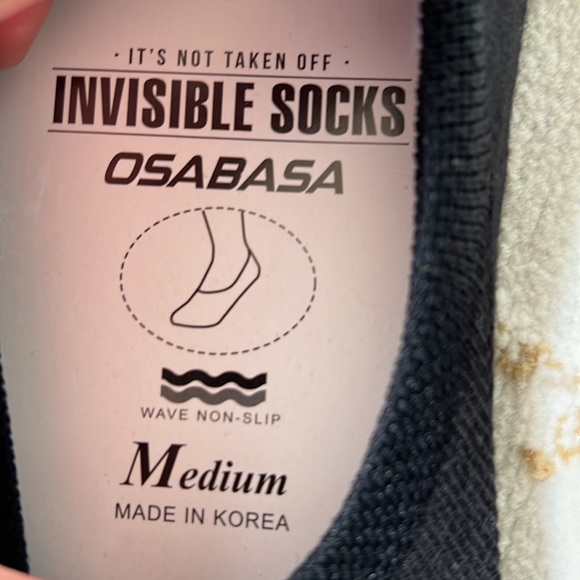 · IT'S NOT TAKEN OFF ·
INVISIBLE SOCKS
OSABASA
WAVE NON-SLIP
Medium
MADE IN KOREA